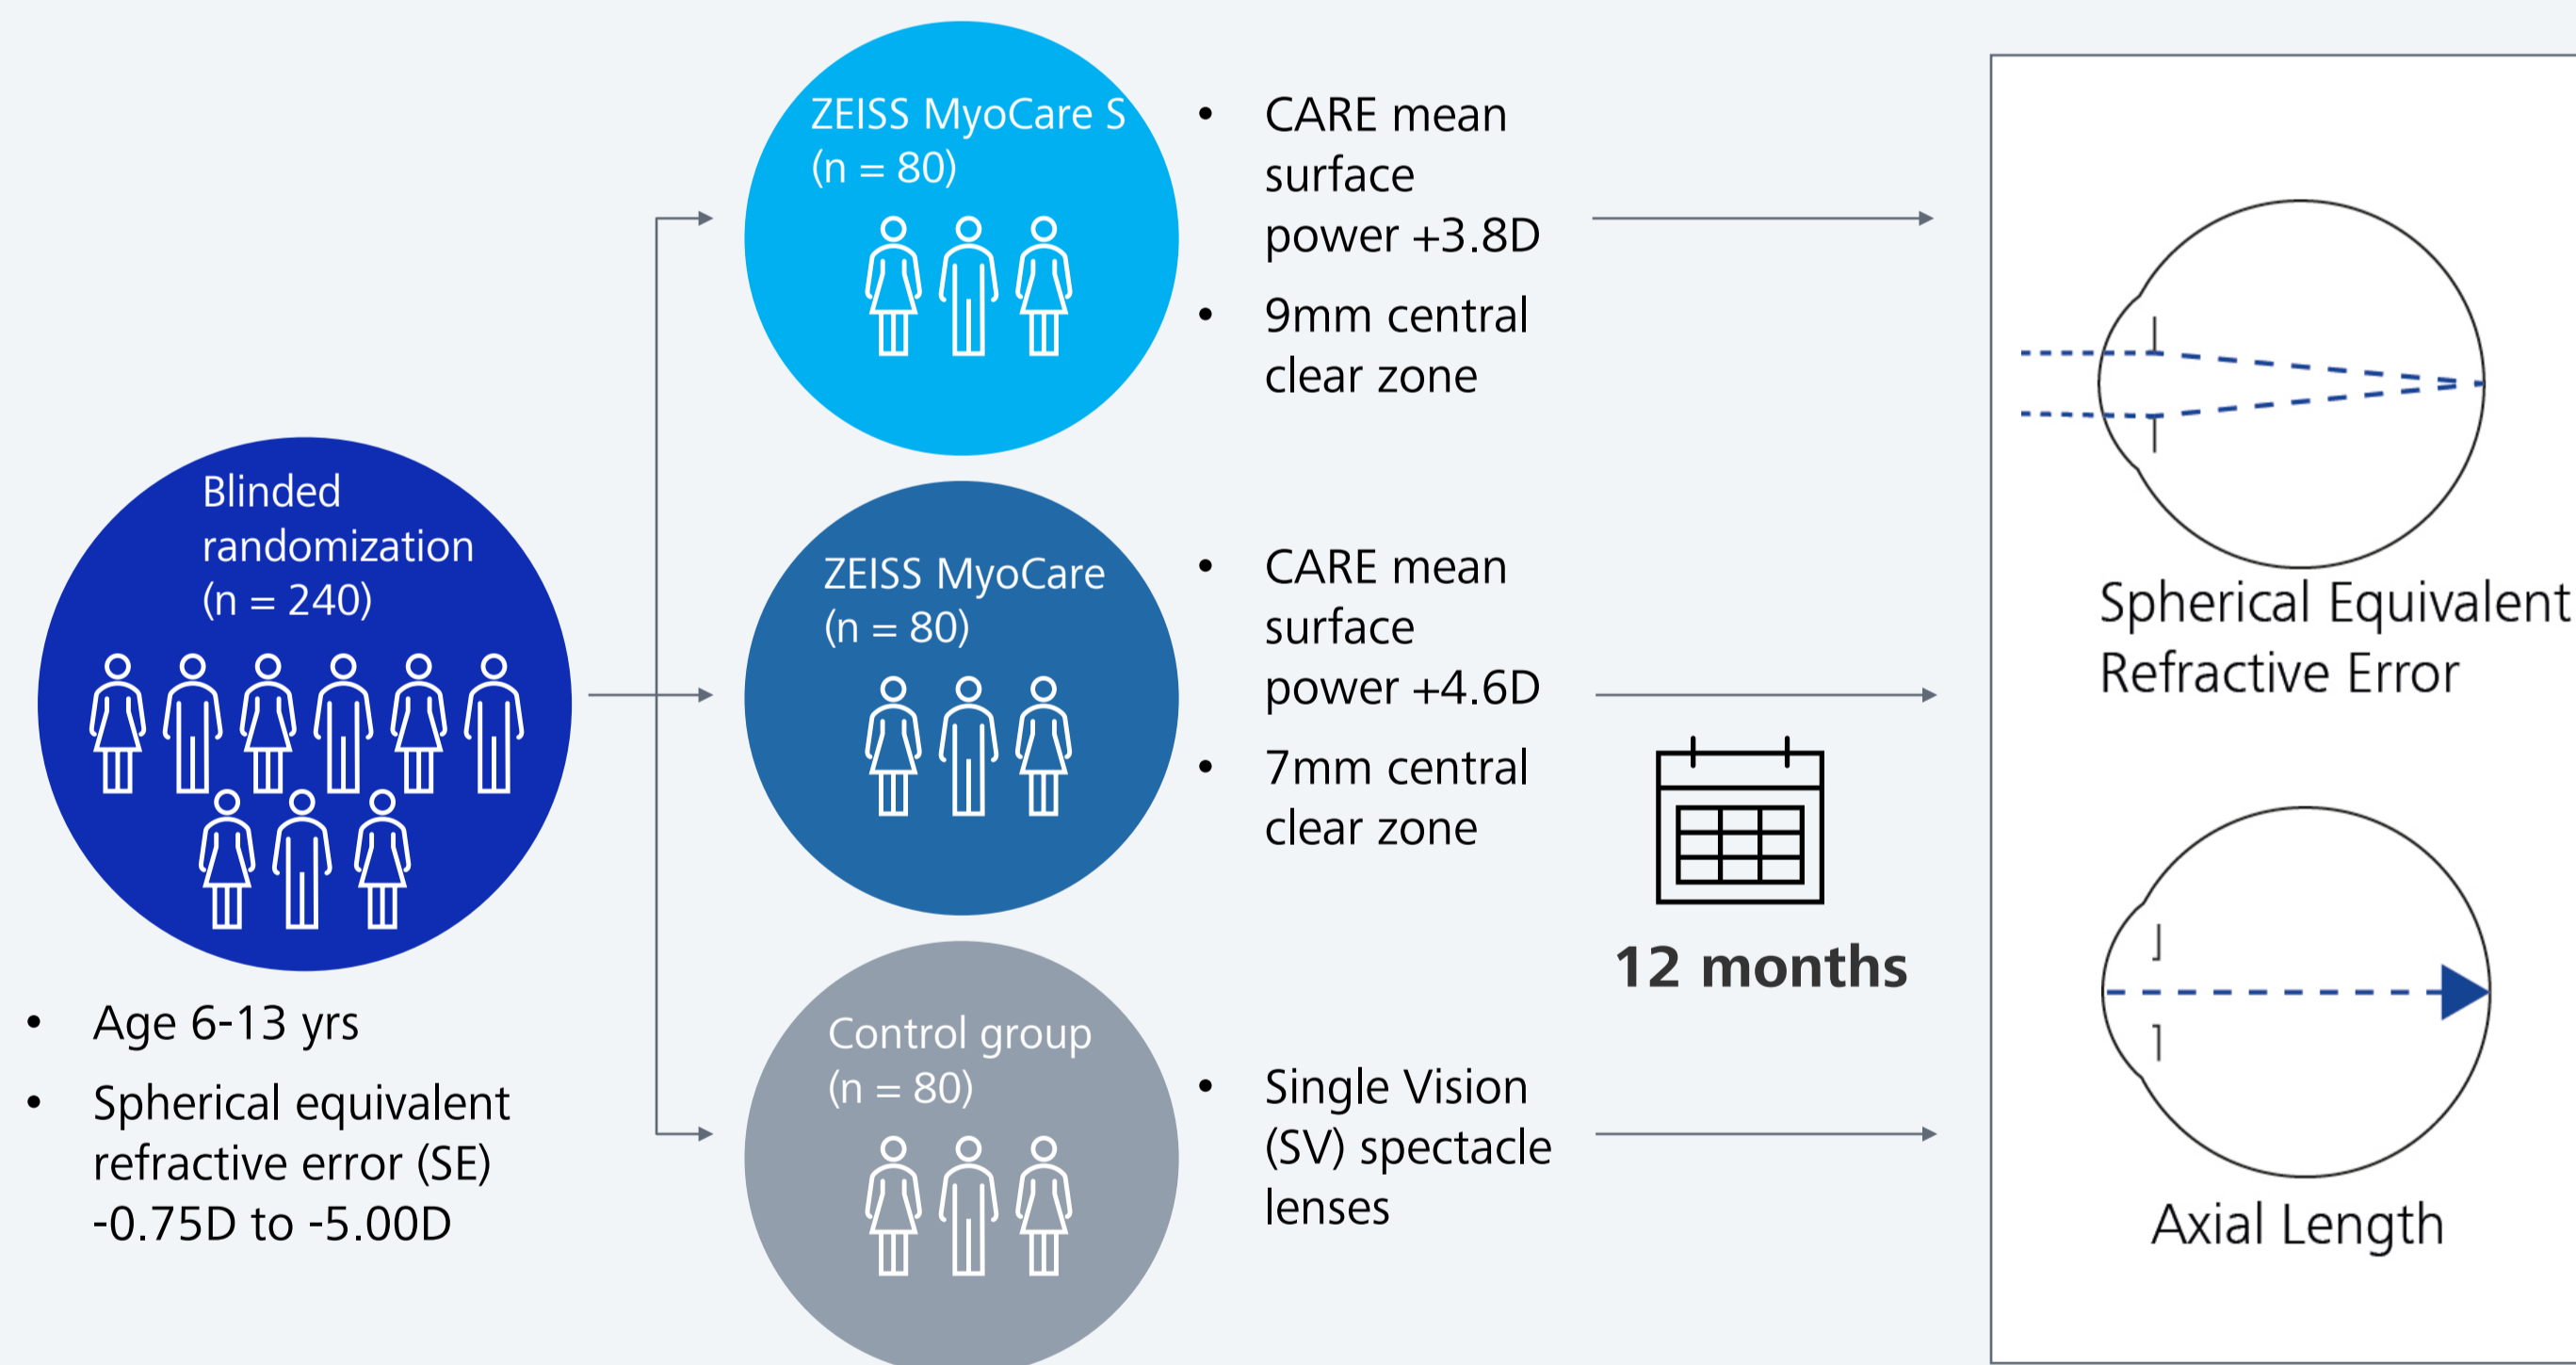 Blinded
randomization
(n = 240)
• Age 6-13 yrs
• Spherical equivalent
refractive error (SE)
-0.75D to -5.00D
ZEISS MyoCare S
(n = 80)
• CARE mean
surface
power +3.8D
• 9mm central
clear zone
ZEISS MyoCare
(n = 80)
• CARE mean
surface
power +4.6D
• 7mm central
clear zone
Control group
(n = 80)
• Single Vision
(SV) spectacle
lenses
12 months
Spherical Equivalent
Refractive Error
Axial Length